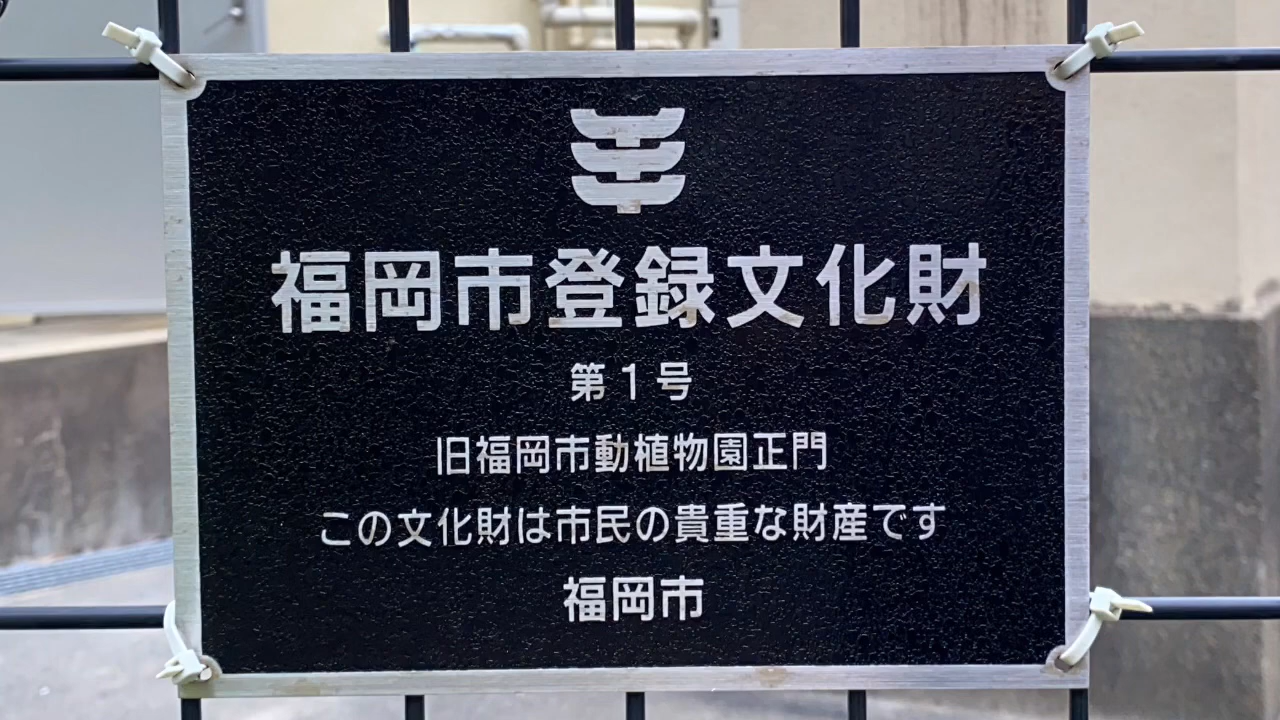 福岡市登録文化財
第1号
旧福岡市動植物園正門
この文化財は市民の貴重な財産です
福岡市